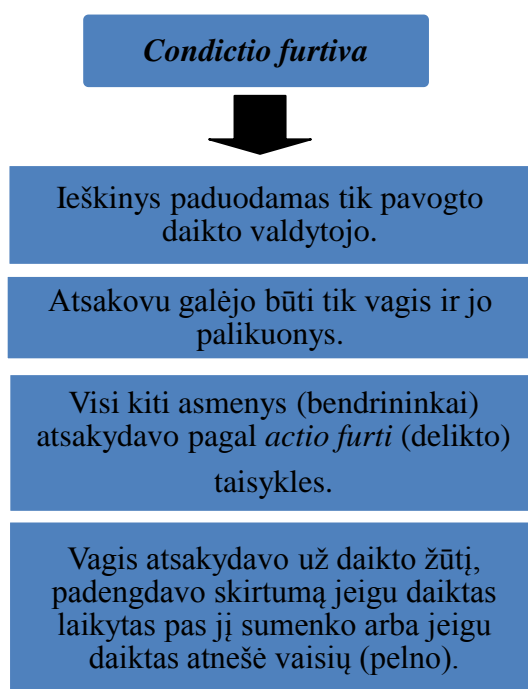 Condictio furtiva
Ieškinys paduodamas tik pavogto
daikto valdytojo.
Atsakovu galėjo būti tik vagis ir jo
palikuonys.
Visi kiti asmenys (bendrininkai)
atsakydavo pagal actio furti (delikto)
taisykles.
Vagis atsakydavo už daikto žūtį,
padengdavo skirtumą jeigu daiktas
laikytas pas jį sumenko arba jeigu
daiktas atnešė vaisių (pelno).